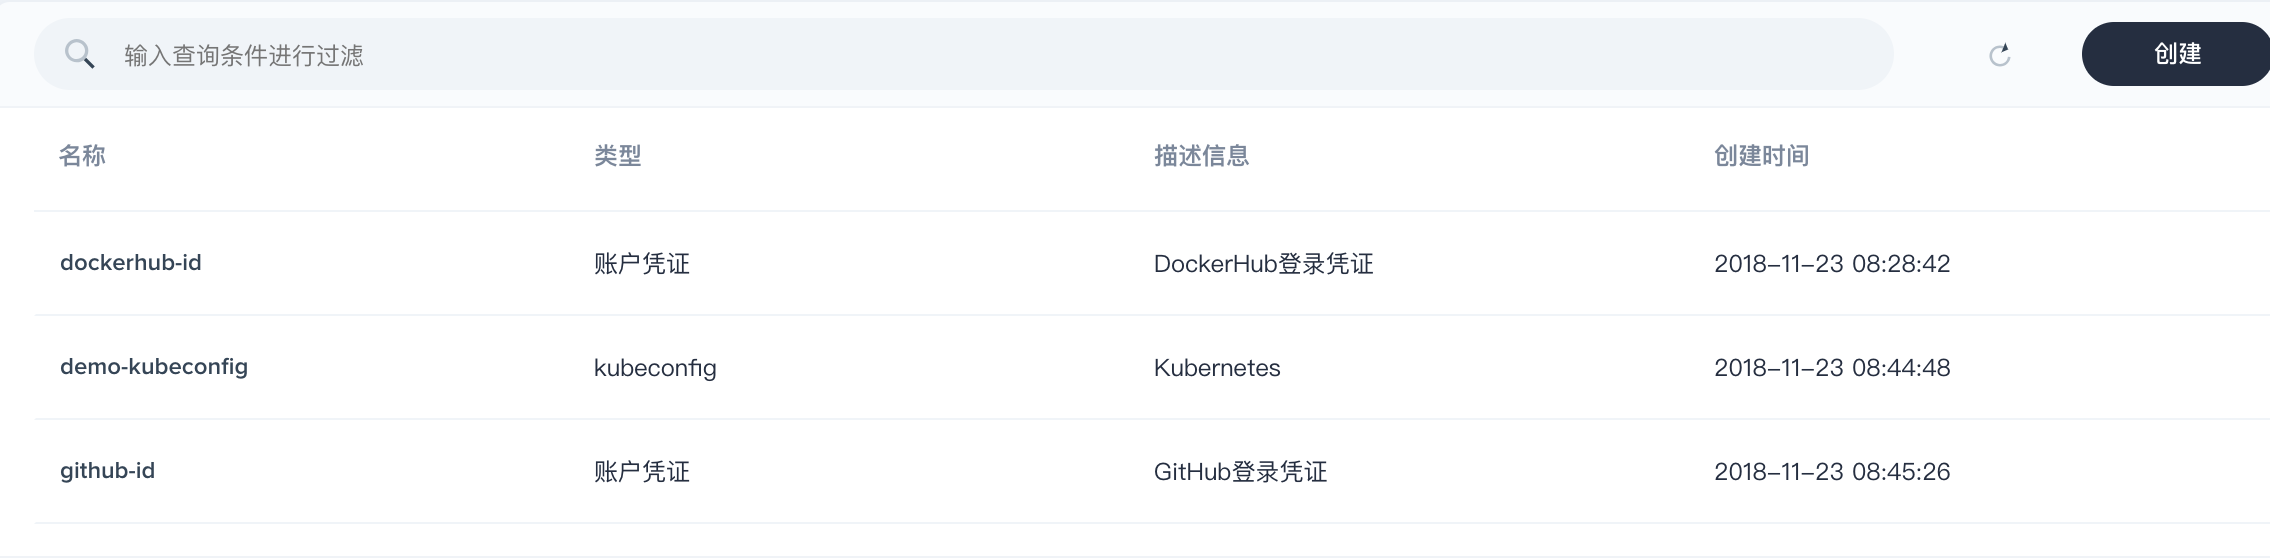 输入查询条件进行过滤 创建
名称 类型 描述信息 创建时间
dockerhub-id 账户凭证 DockerHub登录凭证 2018-11-23 08:28:42
demo-kubeconfig kubeconfig Kubernetes 2018-11-23 08:44:48
github-id 账户凭证 GitHub登录凭证 2018-11-23 08:45:26